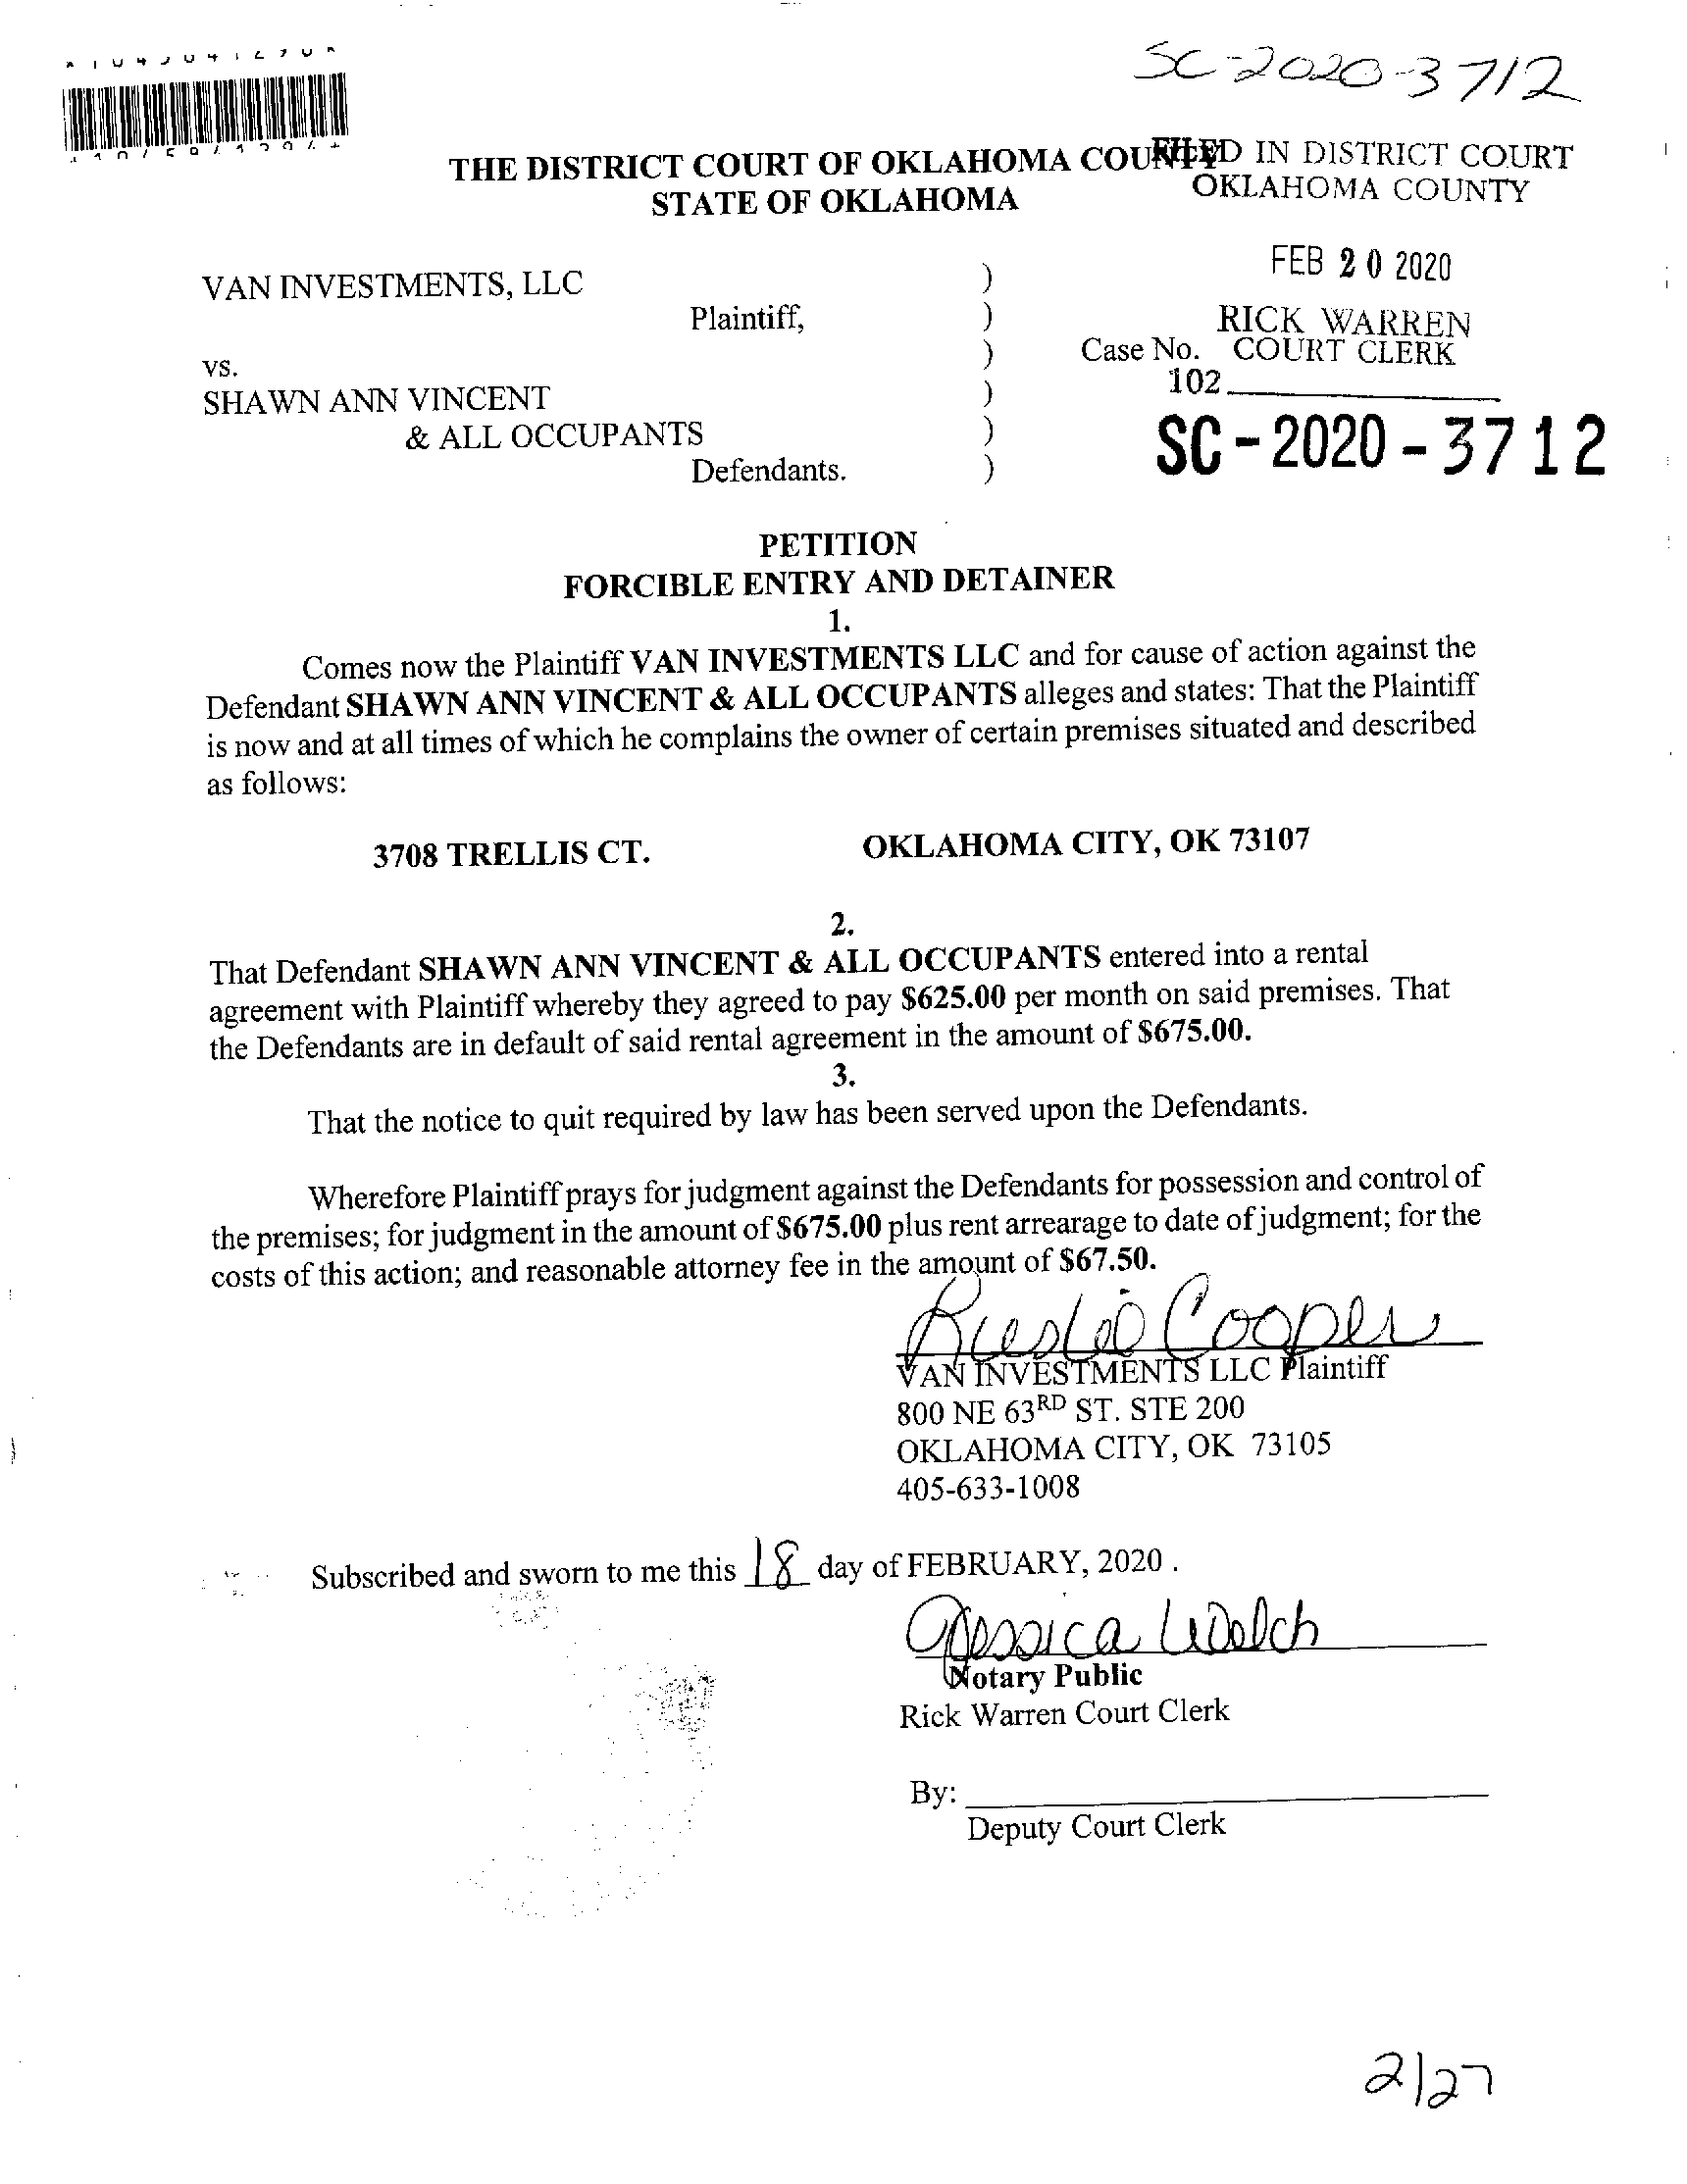 SC-2020-3712
THE DISTRICT COURT OF OKLAHOMA COUNTY
STATE OF OKLAHOMA
FILED IN DISTRICT COURT
OKLAHOMA COUNTY
FEB 20 2020
RICK WARREN
COURT CLERK
102
VAN INVESTMENTS, LLC )
Plaintiff, )
vs. ) Case No.
SHAWN ANN VINCENT )
& ALL OCCUPANTS )
Defendants. )
SC-2020-3712
PETITION
FORCIBLE ENTRY AND DETAINER
1.
Comes now the Plaintiff VAN INVESTMENTS LLC and for cause of action against the
Defendant SHAWN ANN VINCENT & ALL OCCUPANTS alleges and states: That the Plaintiff
is now and at all times of which he complains the owner of certain premises situated and described
as follows:
3708 TRELLIS CT. OKLAHOMA CITY, OK 73107
2.
That Defendant SHAWN ANN VINCENT & ALL OCCUPANTS entered into a rental
agreement with Plaintiff whereby they agreed to pay $625.00 per month on said premises. That
the Defendants are in default of said rental agreement in the amount of $675.00.
3.
That the notice to quit required by law has been served upon the Defendants.
Wherefore Plaintiff prays for judgment against the Defendants for possession and control of
the premises; for judgment in the amount of $675.00 plus rent arrearage to date of judgment; for the
costs of this action; and reasonable attorney fee in the amount of $67.50.
Cooper
VAN INVESTMENTS LLC Plaintiff
800 NE 63RD ST. STE 200
OKLAHOMA CITY, OK 73105
405-633-1008
Subscribed and sworn to me this 18 day of FEBRUARY, 2020 .
Jessica Welch
Notary Public
Rick Warren Court Clerk
By:
Deputy Court Clerk
2/27